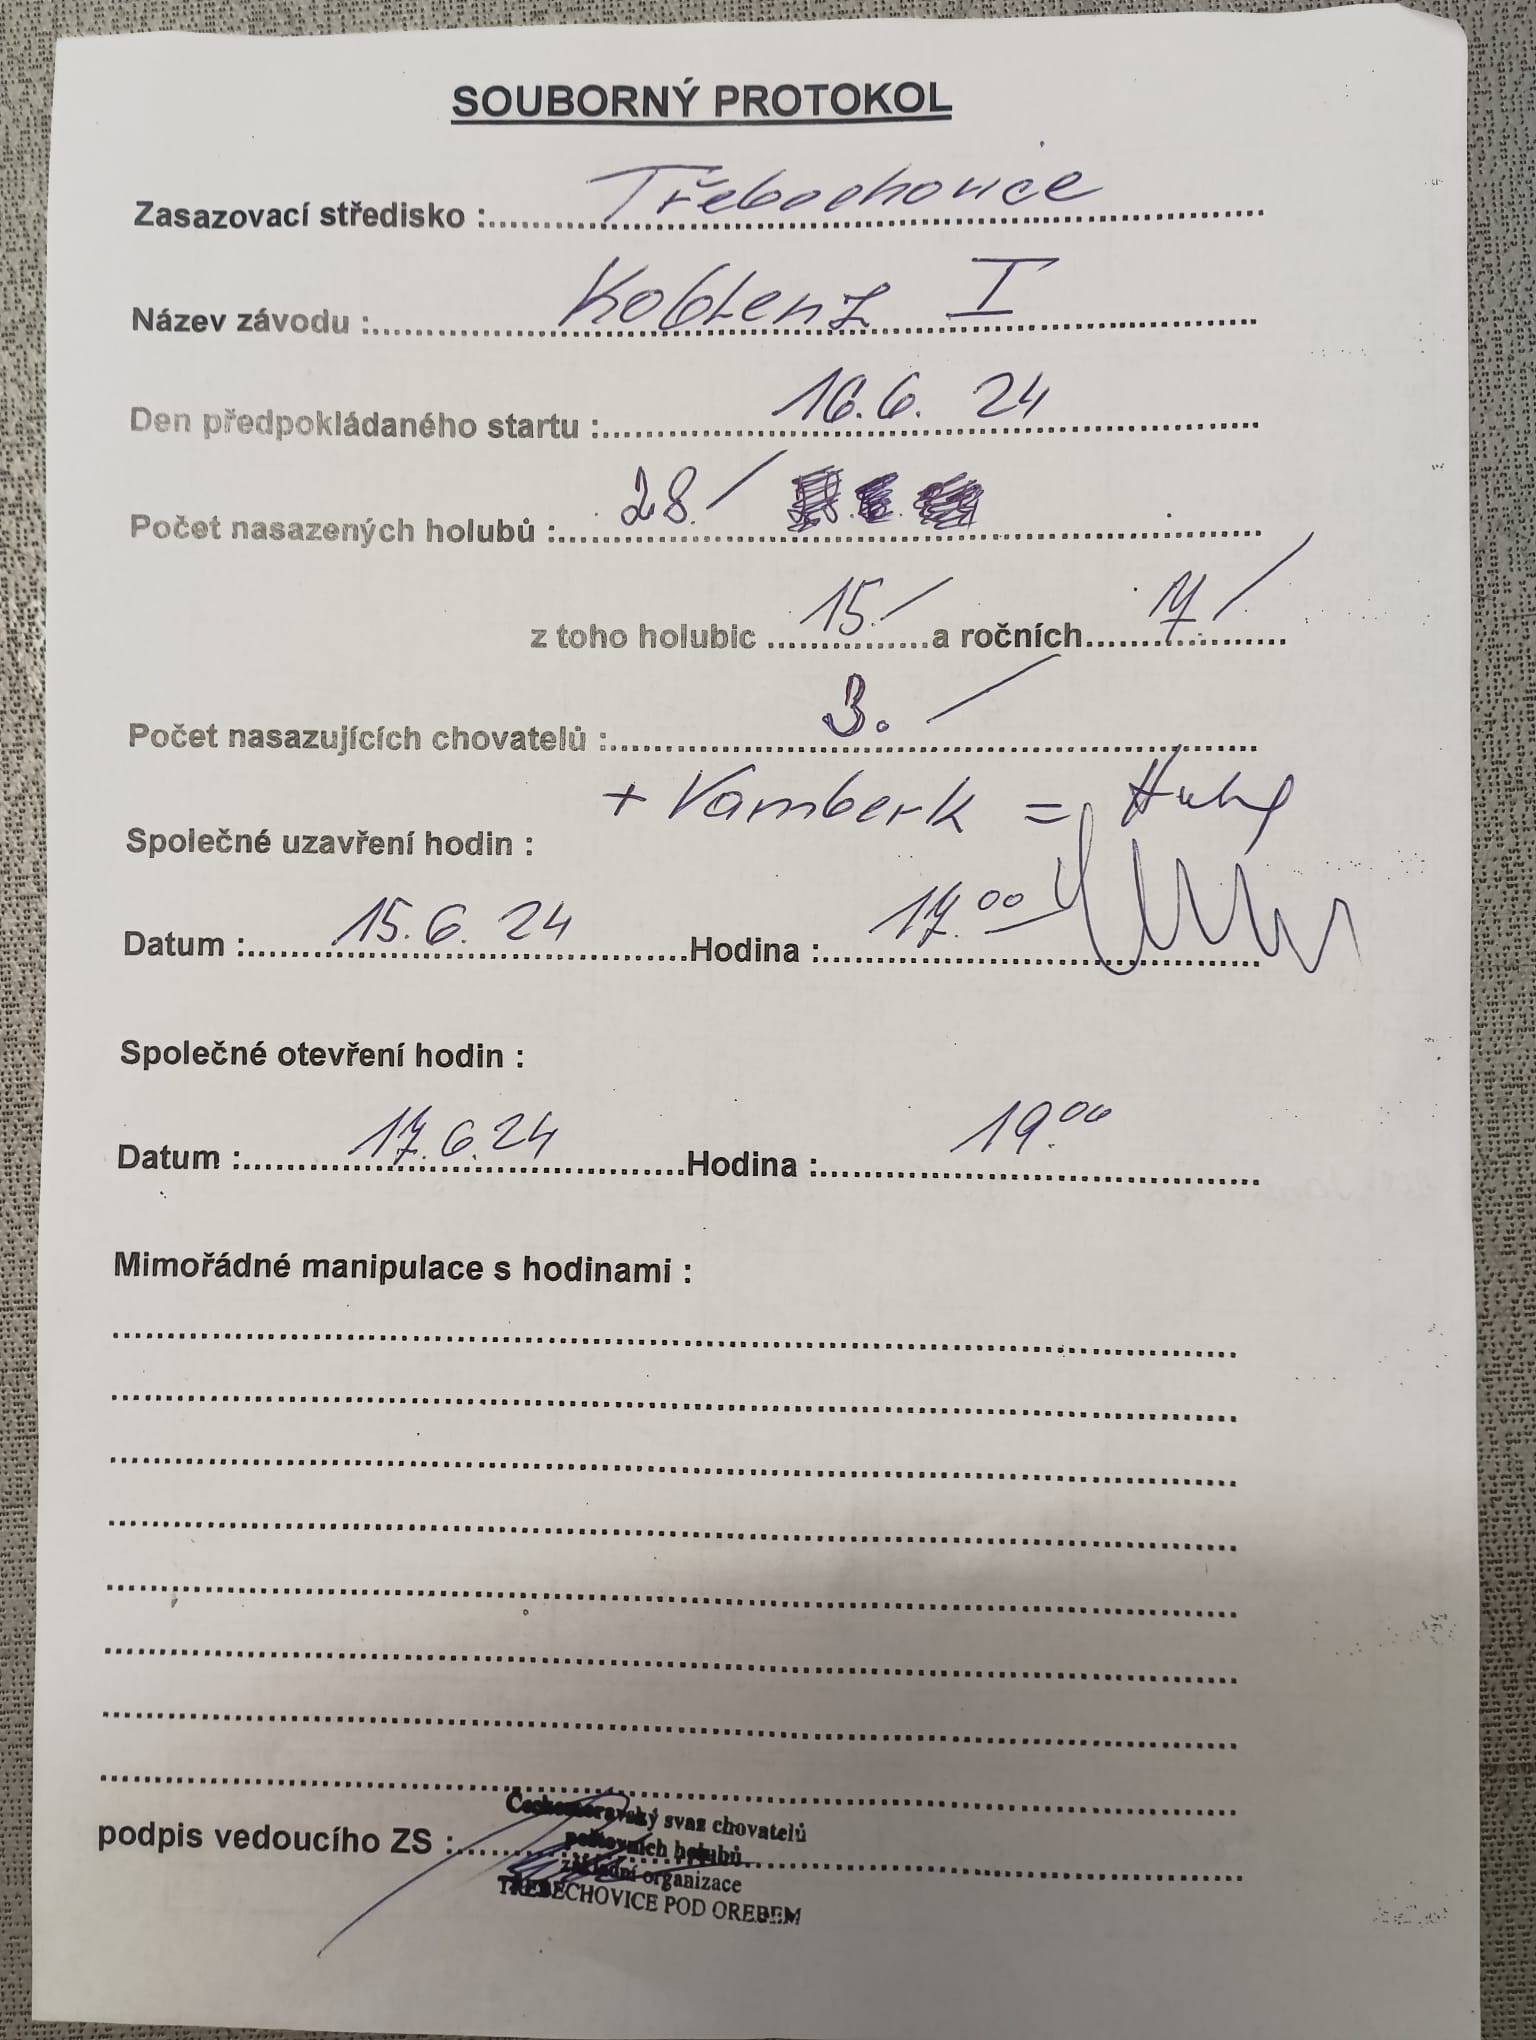 SOUBORNÝ PROTOKOL
Zasazovací středisko : Třebechovice
Název závodu : Koblenz I
Den předpokládaného startu : 16.6. 24
Počet nasazených holubů : 28./
z toho holubic 15./ a ročních 7/
Počet nasazujících chovatelů : 3. /
+ Vamberk =
Společné uzavření hodin :
Datum : 15.6. 24 Hodina : 17.00
Společné otevření hodin :
Datum : 17.6.24 Hodina : 19.00
Mimořádné manipulace s hodinami :
podpis vedoucího ZS :
Českomoravský svaz chovatelů
poštovních holubů
základní organizace
TŘEBECHOVICE POD OREBEM